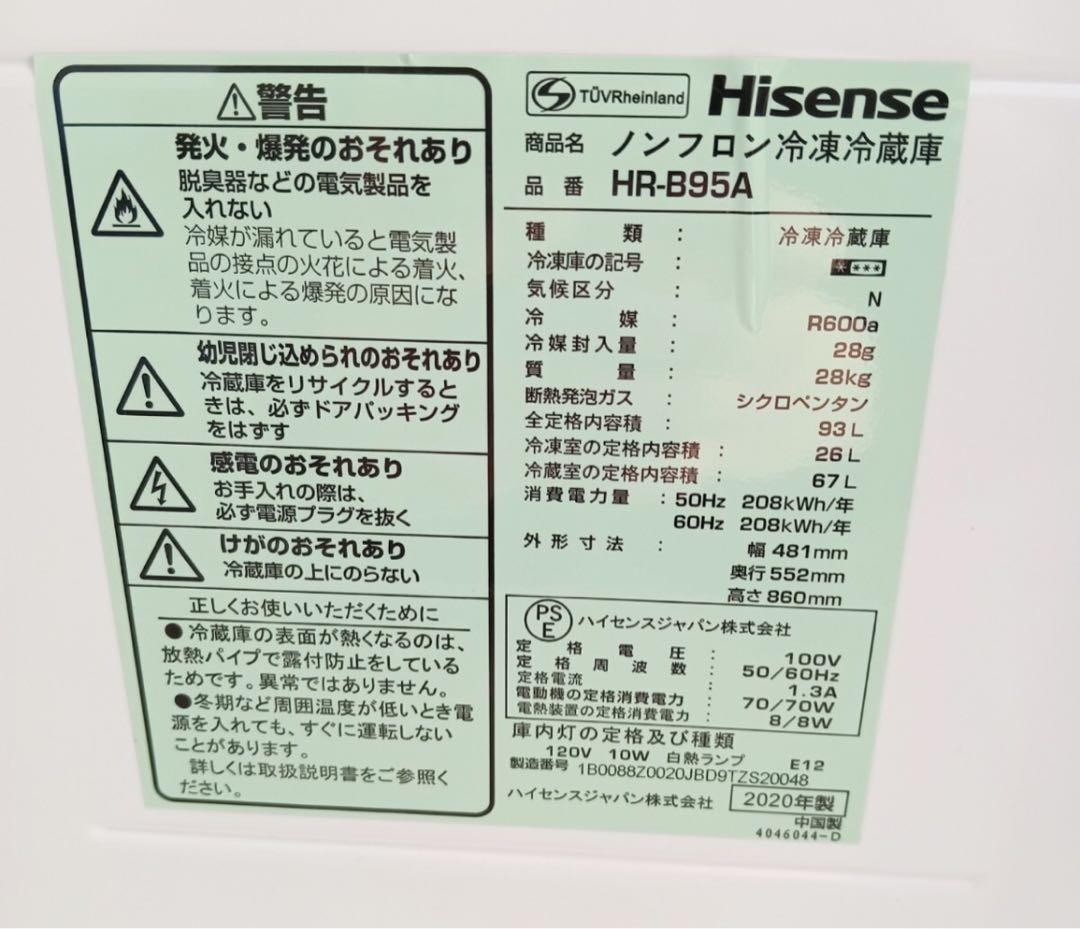 警告
発火・爆発のおそれあり
脱臭器などの電気製品を
入れない
冷媒が漏れていると電気製
品の接点の火花による着火、
着火による爆発の原因にな
ります。
幼児閉じ込められのおそれあり
冷蔵庫をリサイクルすると
きは、必ずドアパッキング
をはずす
感電のおそれあり
お手入れの際は、
必ず電源プラグを抜く
けがのおそれあり
冷蔵庫の上にのらない
正しくお使いいただくために
●冷蔵庫の表面が熱くなるのは、
放熱パイプで露付防止をしている
ためです。異常ではありません。
●冬期など周囲温度が低いとき電
源を入れても、すぐに運転しない
ことがあります。
詳しくは取扱説明書をご参照く
ださい。
TÜVRheinland Hisense
商品名 ノンフロン冷凍冷蔵庫
品番 HR-B95A
種類 : 冷凍冷蔵庫
冷凍庫の記号 : ****
気候区分 : N
冷媒 : R600a
冷媒封入量 : 28g
質量 : 28kg
断熱発泡ガス : シクロペンタン
全定格内容積 : 93L
冷凍室の定格内容積 : 26L
冷蔵室の定格内容積 : 67L
消費電力量 : 50Hz 208kWh/年
60Hz 208kWh/年
外形寸法 : 幅 481mm
奥行 552mm
高さ 860mm
PSE ハイセンスジャパン株式会社
定格電圧 : 100V
定格周波数 : 50/60Hz
定格電流 : 1.3A
電動機の定格消費電力 : 70/70W
電熱装置の定格消費電力 : 8/8W
庫内灯の定格及び種類
120V 10W 白熱ランプ E12
製造番号 1B0088Z0020JBD9TZS20048
ハイセンスジャパン株式会社 2020年製
中国製
4046044-D